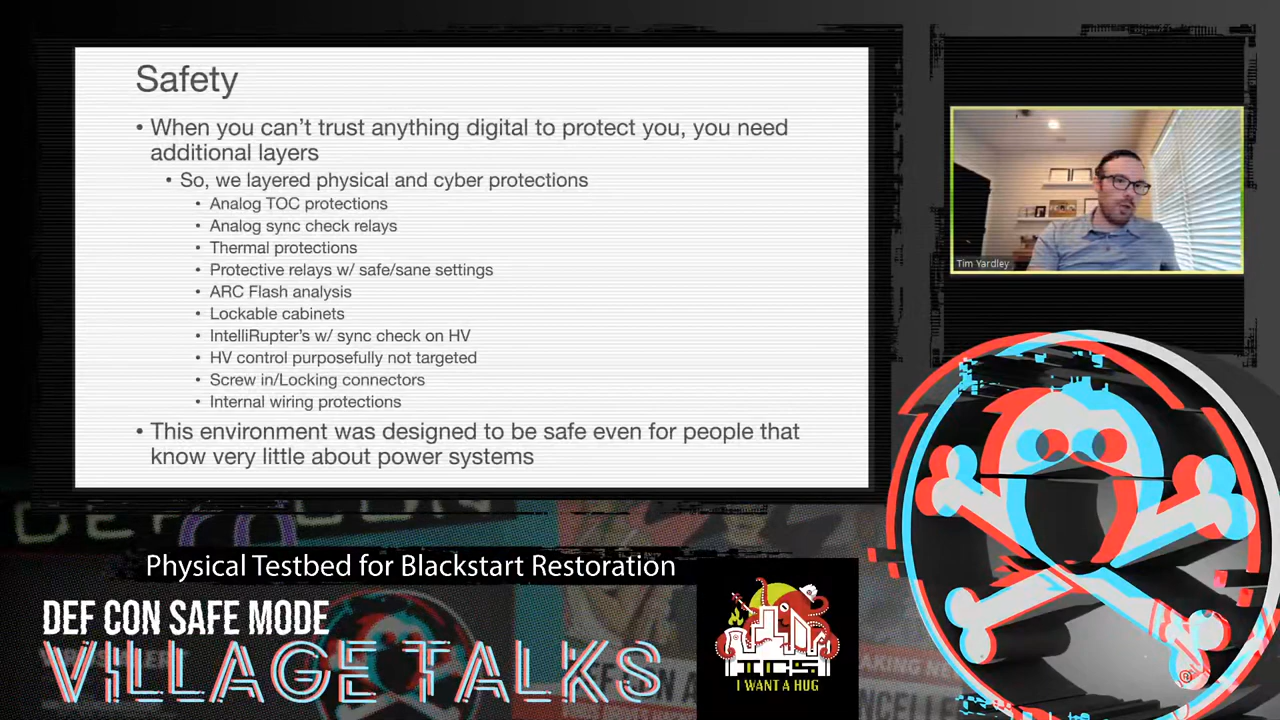 Safety
• When you can't trust anything digital to protect you, you need
additional layers
• So, we layered physical and cyber protections
• Analog TOC protections
• Analog sync check relays
• Thermal protections
• Protective relays w/ safe/sane settings
• ARC Flash analysis
• Lockable cabinets
• IntelliRupter's w/ sync check on HV
• HV control purposefully not targeted
• Screw in/Locking connectors
• Internal wiring protections
• This environment was designed to be safe even for people that
know very little about power systems
Tim Yardley
DEF CON
Physical Testbed for Blackstart Restoration
DEF CON SAFE MODE
VILLAGE TALKS
ICS
I WANT A HUG
®